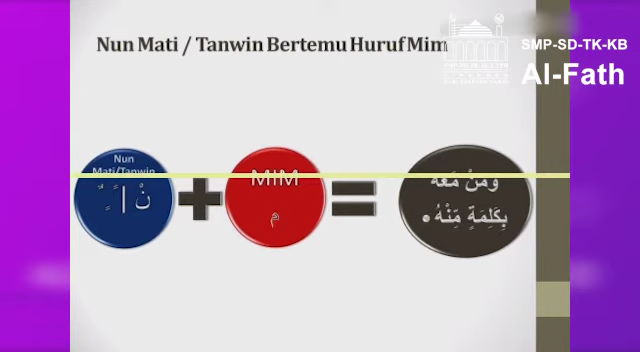 Nun Mati / Tanwin Bertemu Huruf Mim
SMP-SD-TK-KB
Al-Fath
Nun
Mati/Tanwin
نْ | ـًـ ـٍـ ـٌـ
MIM
م
وَمَنْ مَعَهُ
بِكَلِمَةٍ مِّنْهُ